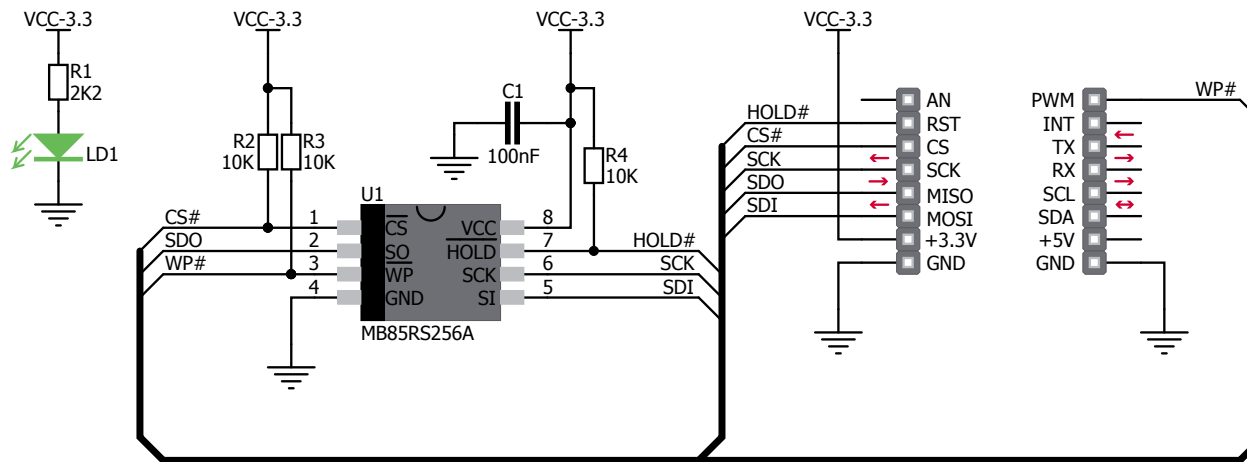 VCC-3.3
R1
2K2
LD1
VCC-3.3
R2
10K
R3
10K
VCC-3.3
C1
100nF
R4
10K
U1
CS# 1 CS VCC 8
SDO 2 SO HOLD 7 HOLD#
WP# 3 WP SCK 6 SCK
4 GND SI 5 SDI
MB85RS256A
VCC-3.3
AN
HOLD# RST
CS# CS
SCK SCK
SDO MISO
SDI MOSI
+3.3V
GND
PWM WP#
INT
TX
RX
SCL
SDA
+5V
GND